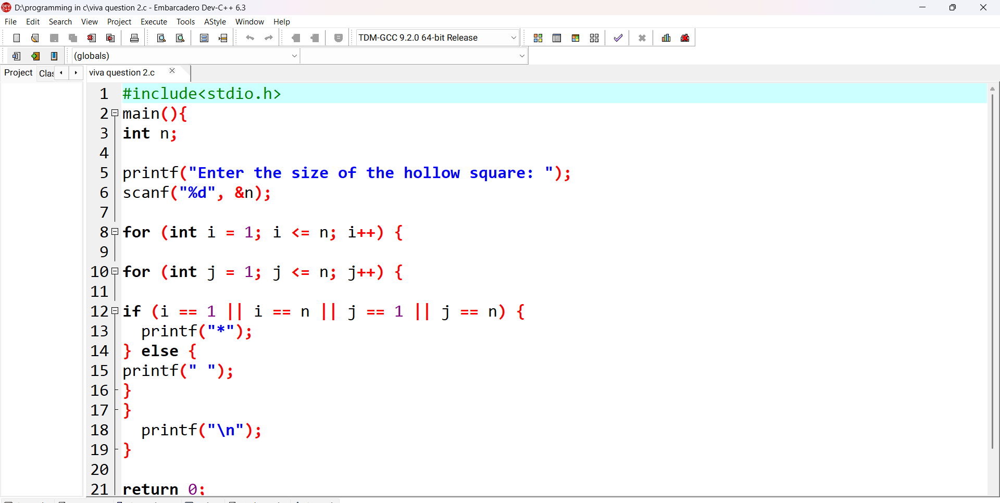 D:\programming in c\viva question 2.c - Embarcadero Dev-C++ 6.3
File Edit Search View Project Execute Tools AStyle Window Help
TDM-GCC 9.2.0 64-bit Release
(globals)
Project Clas viva question 2.c
1 #include<stdio.h>
2 main(){
3 int n;
4
5 printf("Enter the size of the hollow square: ");
6 scanf("%d", &n);
7
8 for (int i = 1; i <= n; i++) {
9
10 for (int j = 1; j <= n; j++) {
11
12 if (i == 1 || i == n || j == 1 || j == n) {
13   printf("*");
14 } else {
15 printf(" ");
16 }
17 }
18   printf("\n");
19 }
20
21 return 0;